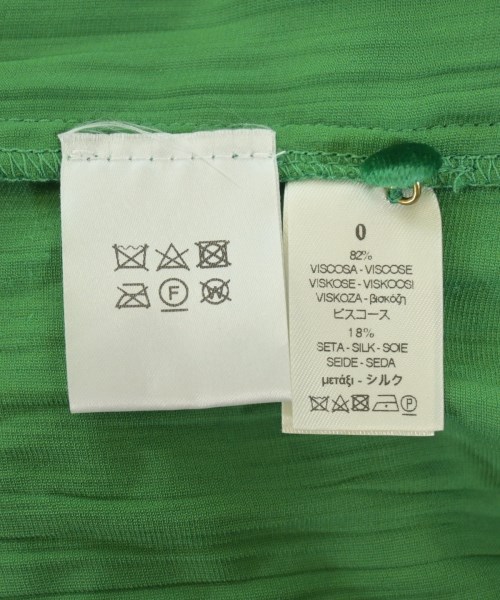 F
W
0
82%
VISCOSA - VISCOSE
VISKOSE - VISKOOSI
VISKOZA - βισκόζη
ビスコース
18%
SETA - SILK - SOIE
SEIDE - SEDA
μετάξι - シルク
P